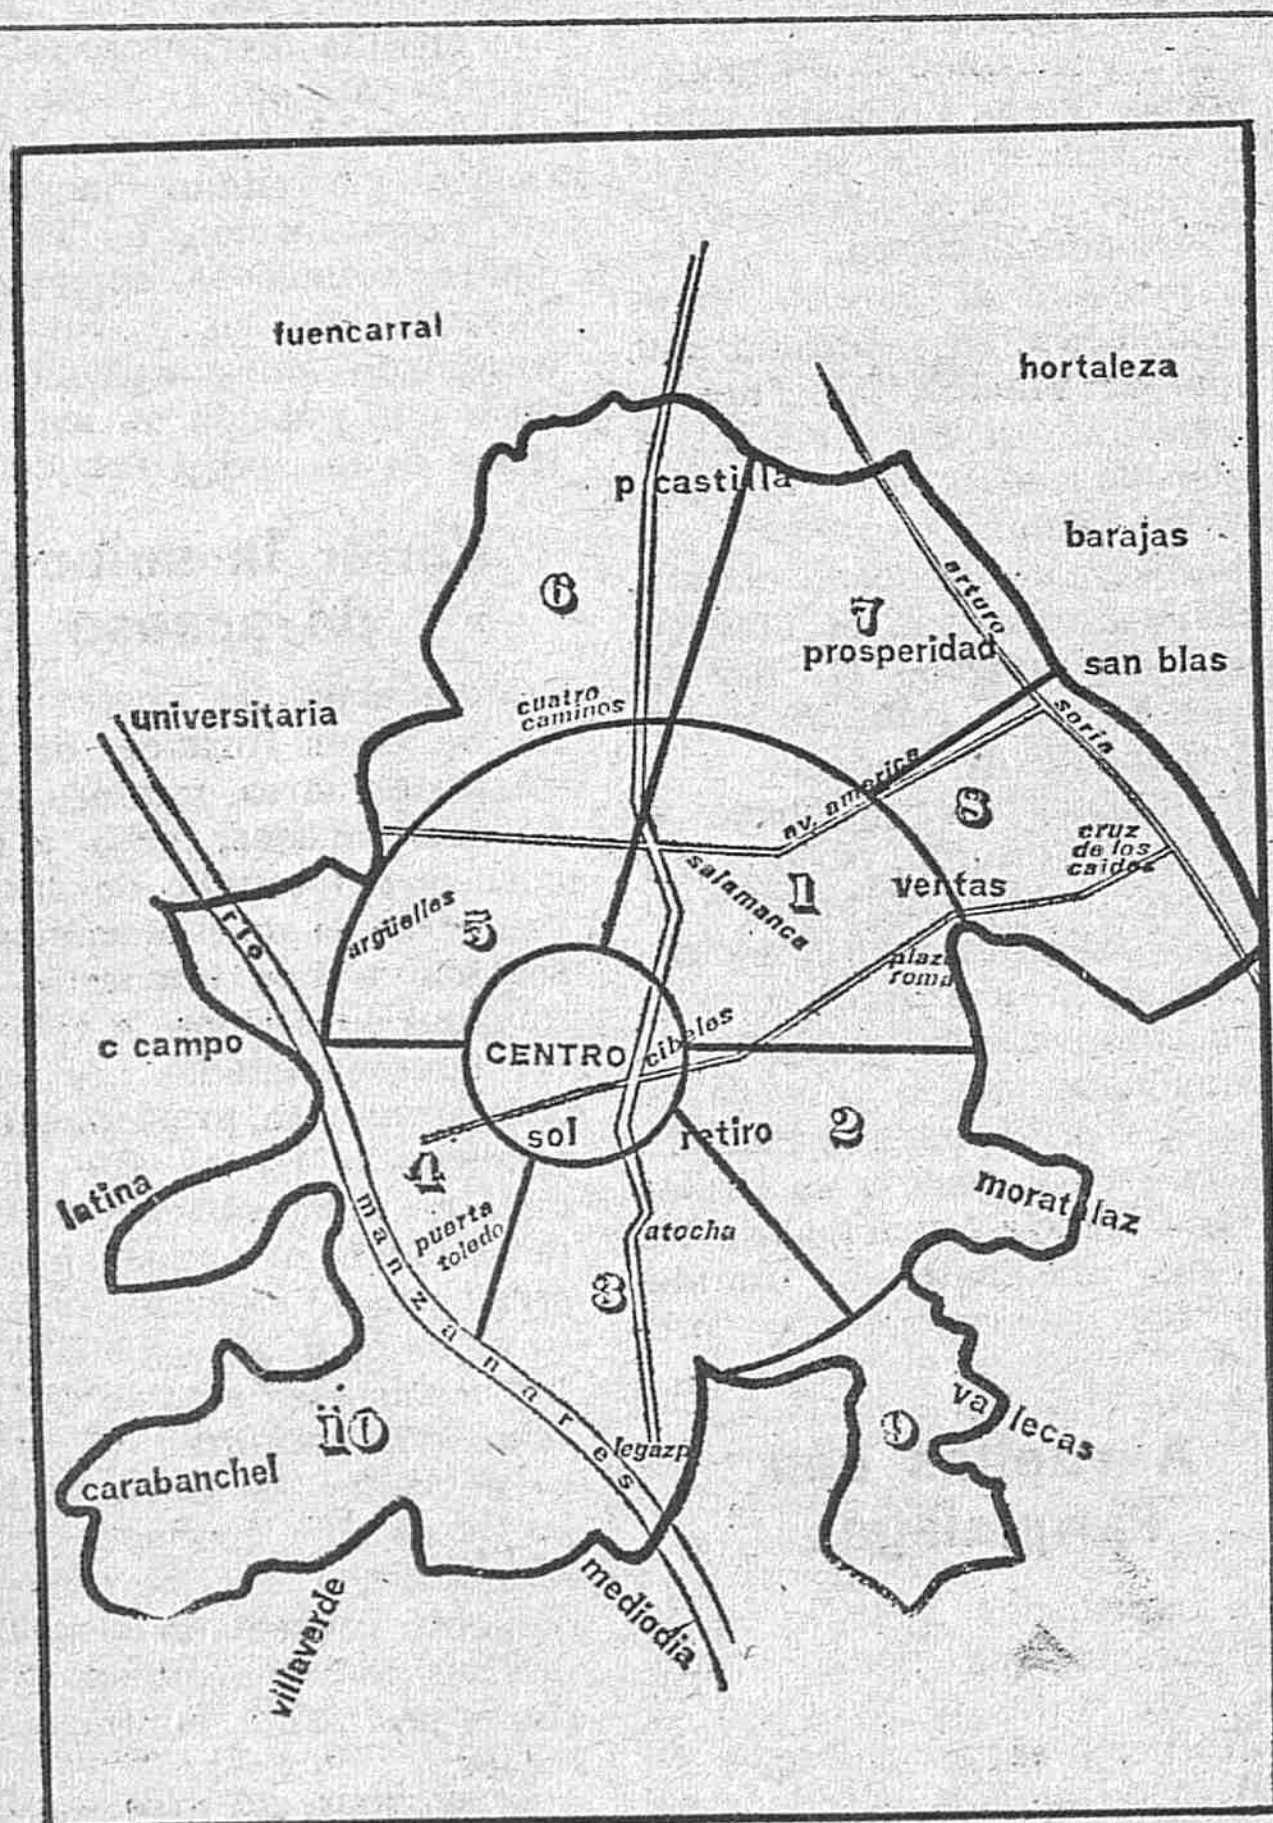 fuencarral
hortaleza
p castilla
barajas
6
7
arturo
prosperidad
san blas
cuatro
caminos
universitaria
soria
av. america
8
cruz
de los
caidos
salamanca
1
ventas
argüelles
5
rio
plaza
roma
c campo
CENTRO
cibeles
sol
retiro
2
4
latina
moratalaz
manzanares
puerta
toledo
atocha
3
10
vallecas
9
legazpi
carabanchel
mediodia
villaverde